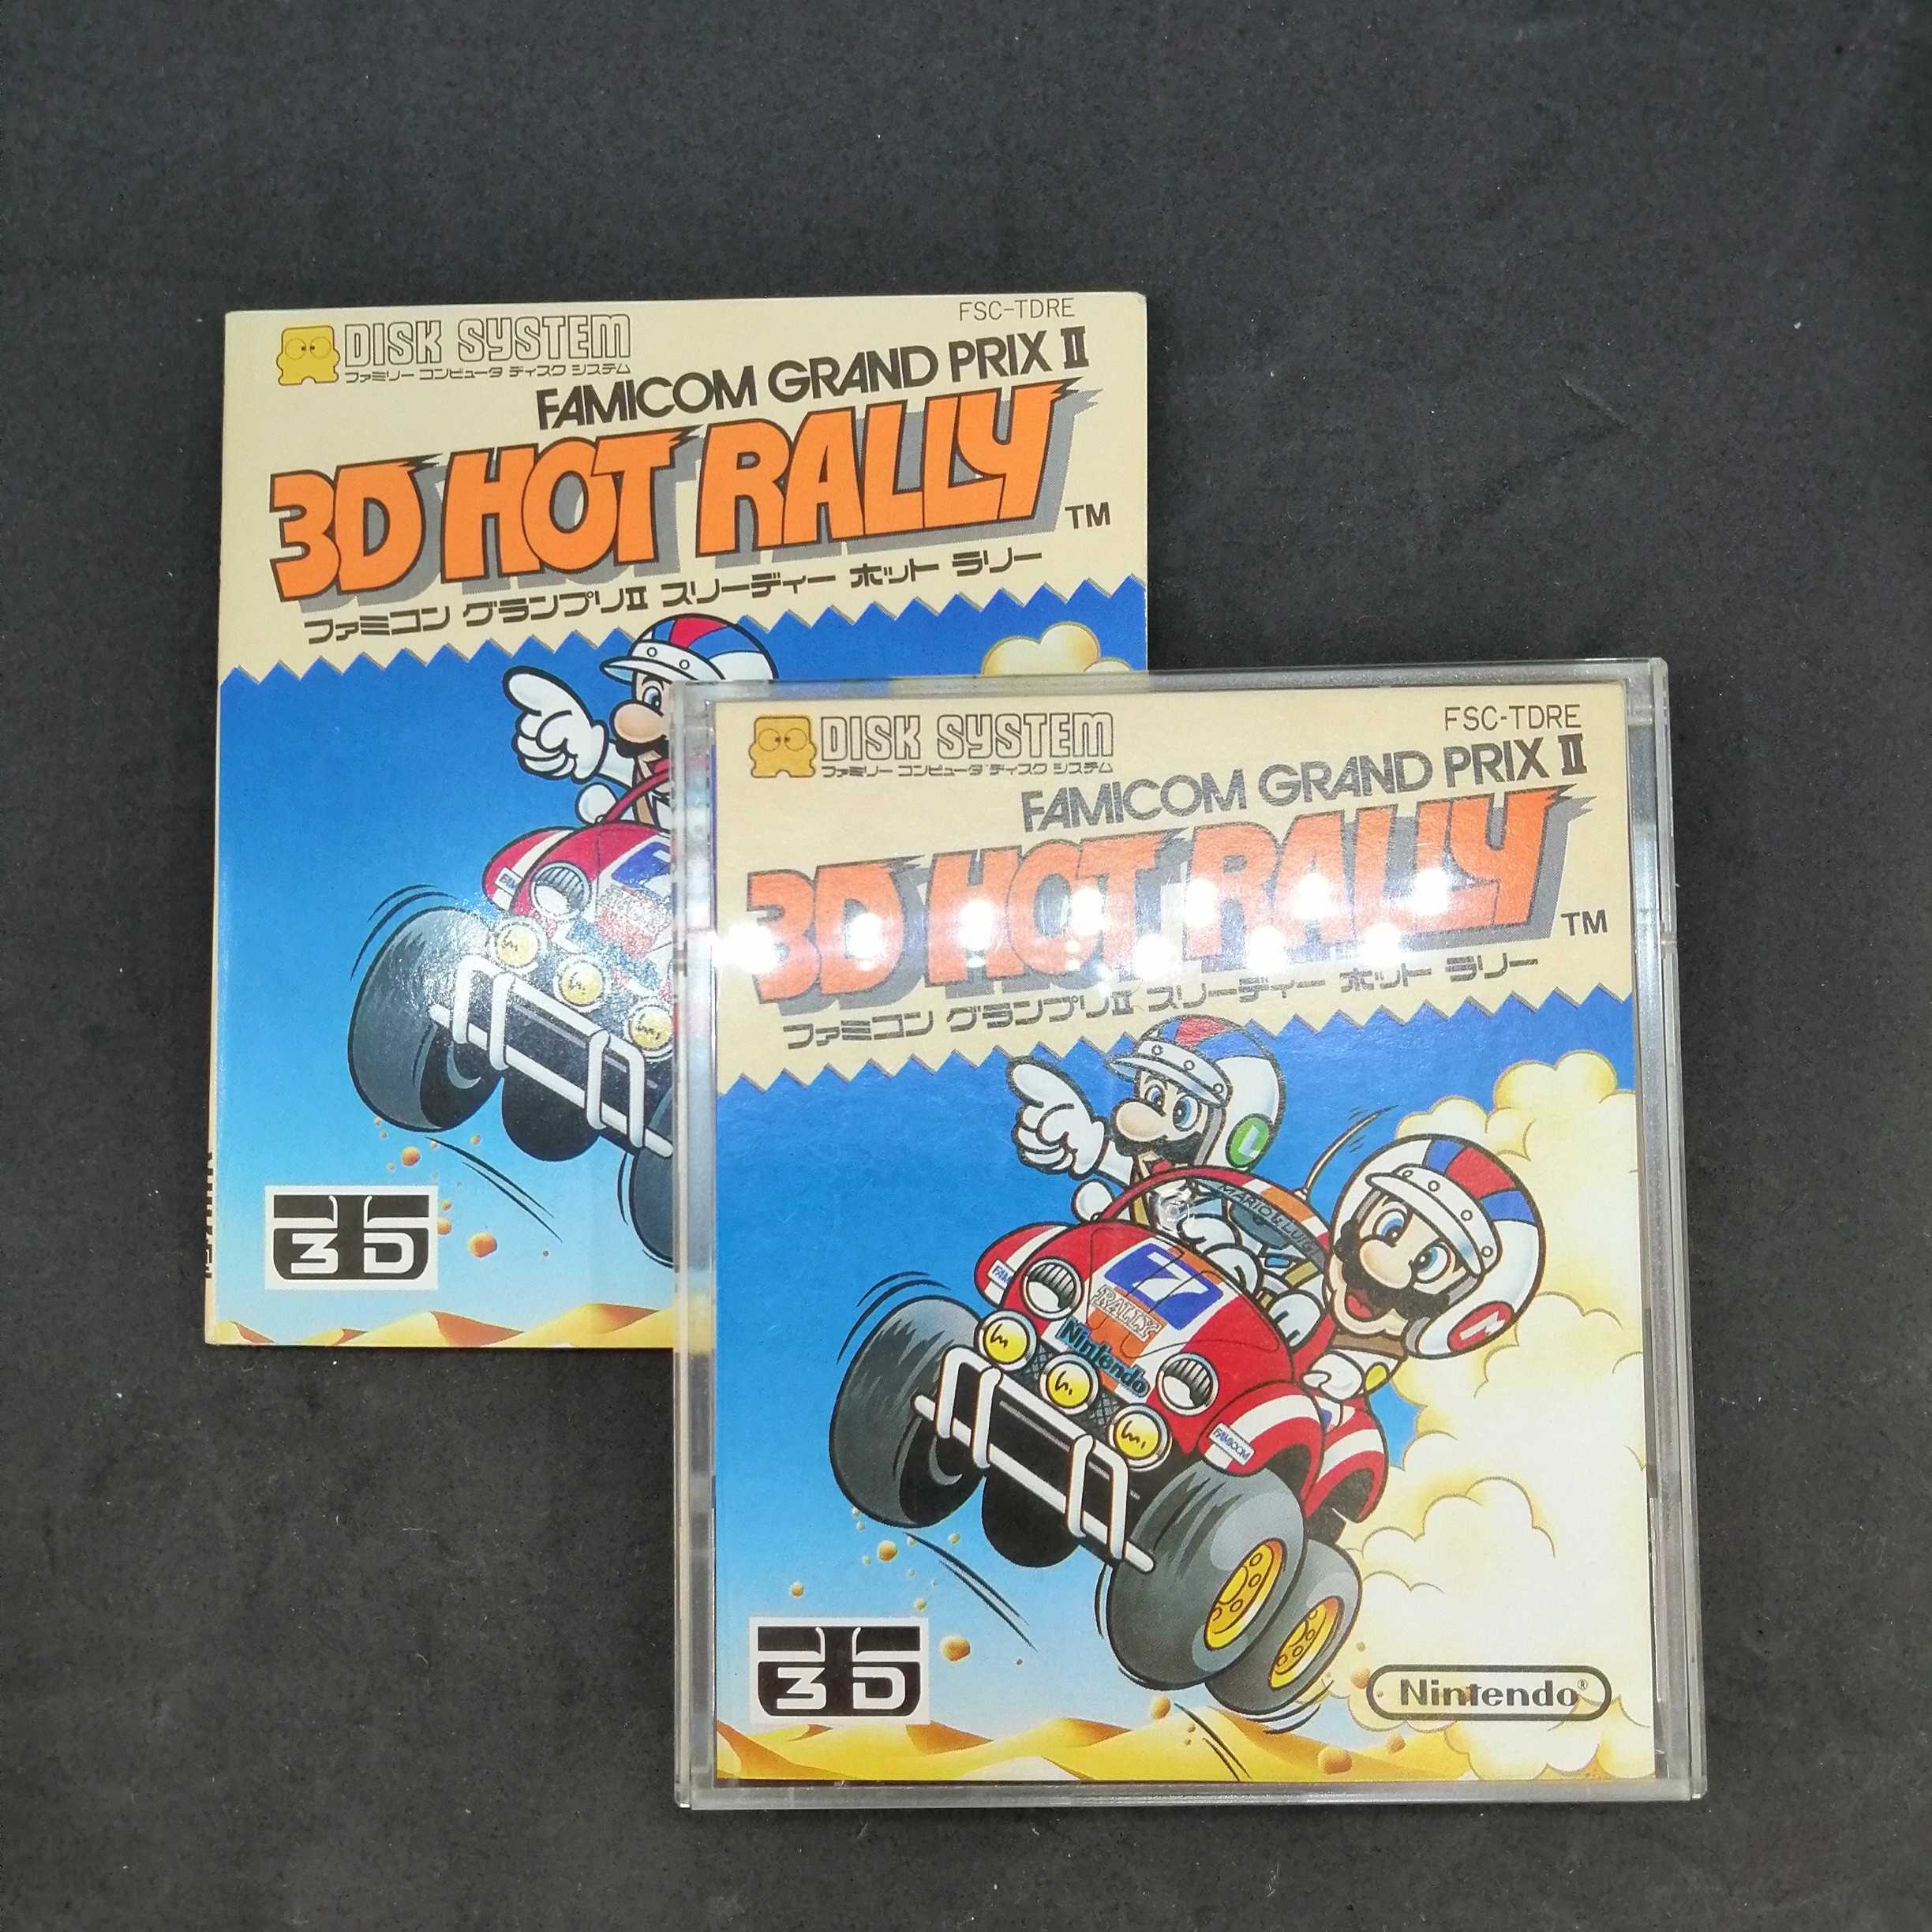 DISK SYSTEM
ファミリー コンピュータ ディスク システム
FSC-TDRE
FAMICOM GRAND PRIX II
3D HOT RALLY
TM
ファミコン グランプリII スリーディー ホット ラリー
3D
DISK SYSTEM
ファミリー コンピュータ ディスク システム
FSC-TDRE
FAMICOM GRAND PRIX II
3D HOT RALLY
TM
ファミコン グランプリII スリーディー ホット ラリー
L
MARIO & LUIGI
M
7
RALLY
Nintendo
FAMICOM
3D
Nintendo®